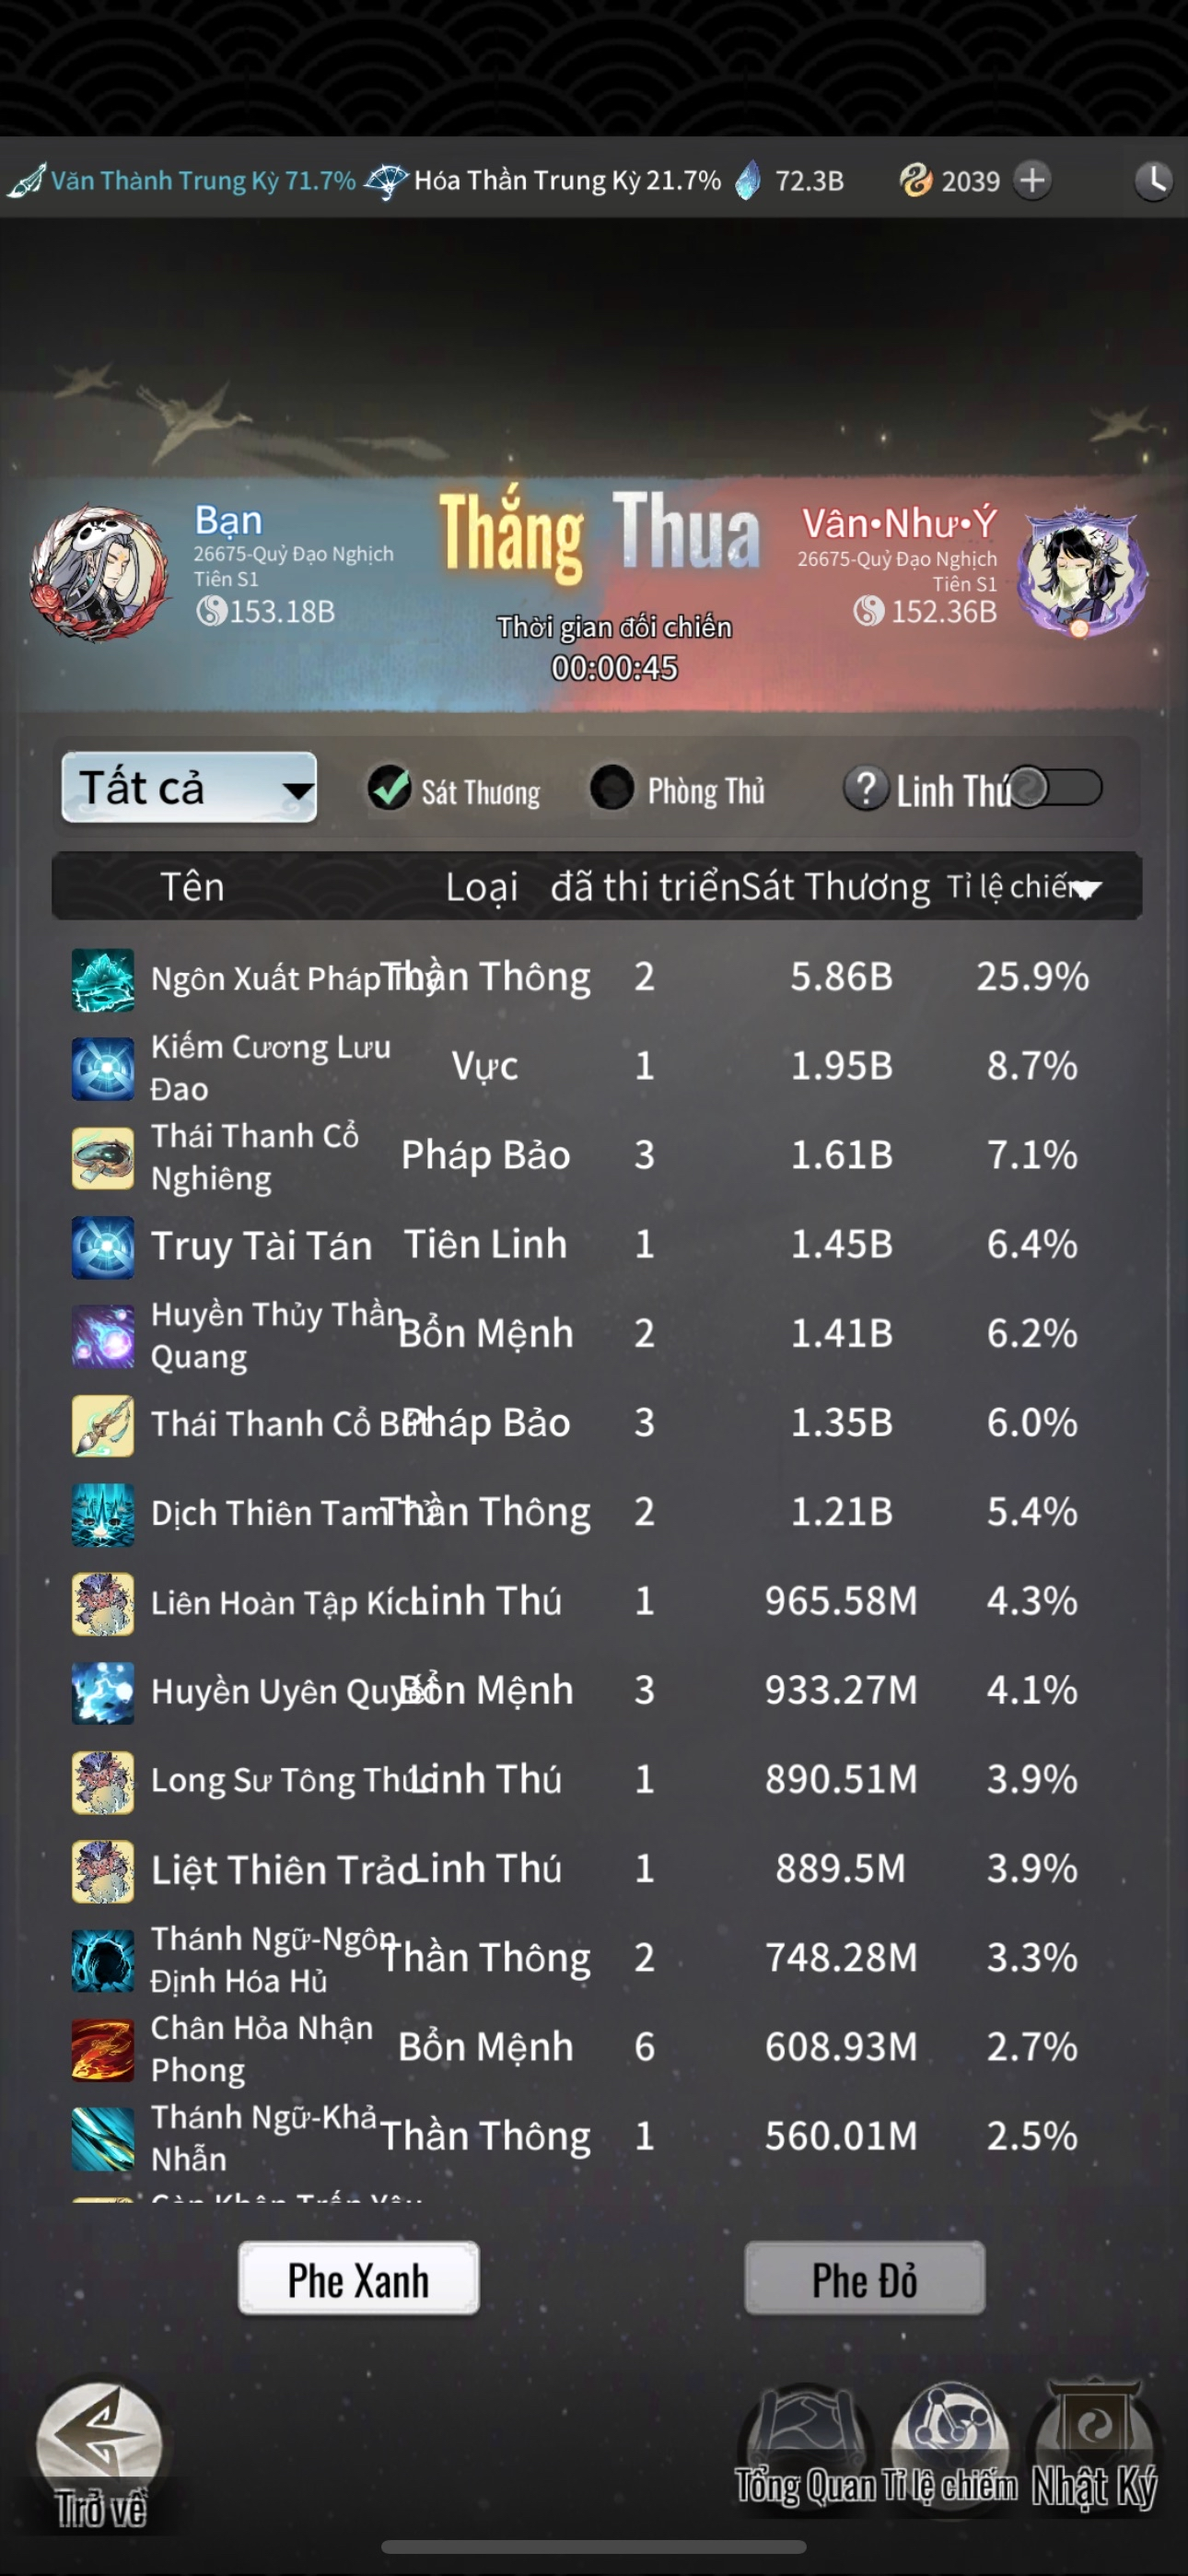 Văn Thành Trung Kỳ 71.7% Hóa Thần Trung Kỳ 21.7% 72.3B 2039
Bạn
26675-Quỷ Đạo Nghịch
Tiên S1
153.18B
Thắng Thua
Thời gian đối chiến
00:00:45
Vân•Như•Ý
26675-Quỷ Đạo Nghịch
Tiên S1
152.36B
Tất cả Sát Thương Phòng Thủ ? Linh Thú
Tên Loại đã thi triển Sát Thương Tỉ lệ chiếm
Ngôn Xuất Pháp Thần Thông 2 5.86B 25.9%
Kiếm Cương Lưu
Đao Vực 1 1.95B 8.7%
Thái Thanh Cổ
Nghiêng Pháp Bảo 3 1.61B 7.1%
Truy Tài Tán Tiên Linh 1 1.45B 6.4%
Huyền Thủy Thần
Quang Bổn Mệnh 2 1.41B 6.2%
Thái Thanh Cổ Bút Pháp Bảo 3 1.35B 6.0%
Dịch Thiên Tam Thần Thông 2 1.21B 5.4%
Liên Hoàn Tập Kích Linh Thú 1 965.58M 4.3%
Huyền Uyên Quyết Bổn Mệnh 3 933.27M 4.1%
Long Sư Tông Thức Linh Thú 1 890.51M 3.9%
Liệt Thiên Trảo Linh Thú 1 889.5M 3.9%
Thánh Ngữ-Ngôn
Định Hóa Hủ Thần Thông 2 748.28M 3.3%
Chân Hỏa Nhận
Phong Bổn Mệnh 6 608.93M 2.7%
Thánh Ngữ-Khả
Nhẫn Thần Thông 1 560.01M 2.5%
Phe Xanh Phe Đỏ
Trở về Tổng Quan Tỉ lệ chiếm Nhật Ký